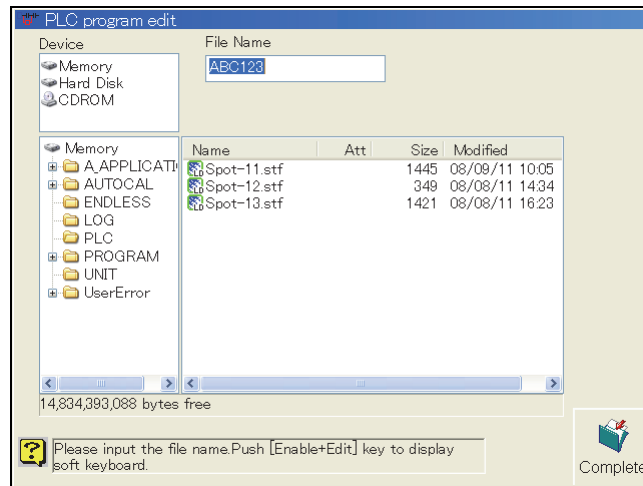 PLC program edit
Device
File Name
Memory
Hard Disk
CDROM
ABC123
Memory
A_APPLICATI
AUTOCAL
ENDLESS
LOG
PLC
PROGRAM
UNIT
UserError
Name Att Size Modified
Spot-11.stf 1445 08/09/11 10:05
Spot-12.stf 349 08/08/11 14:34
Spot-13.stf 1421 08/08/11 16:23
14,834,393,088 bytes free
Please input the file name.Push [Enable+Edit] key to display
soft keyboard.
Complete